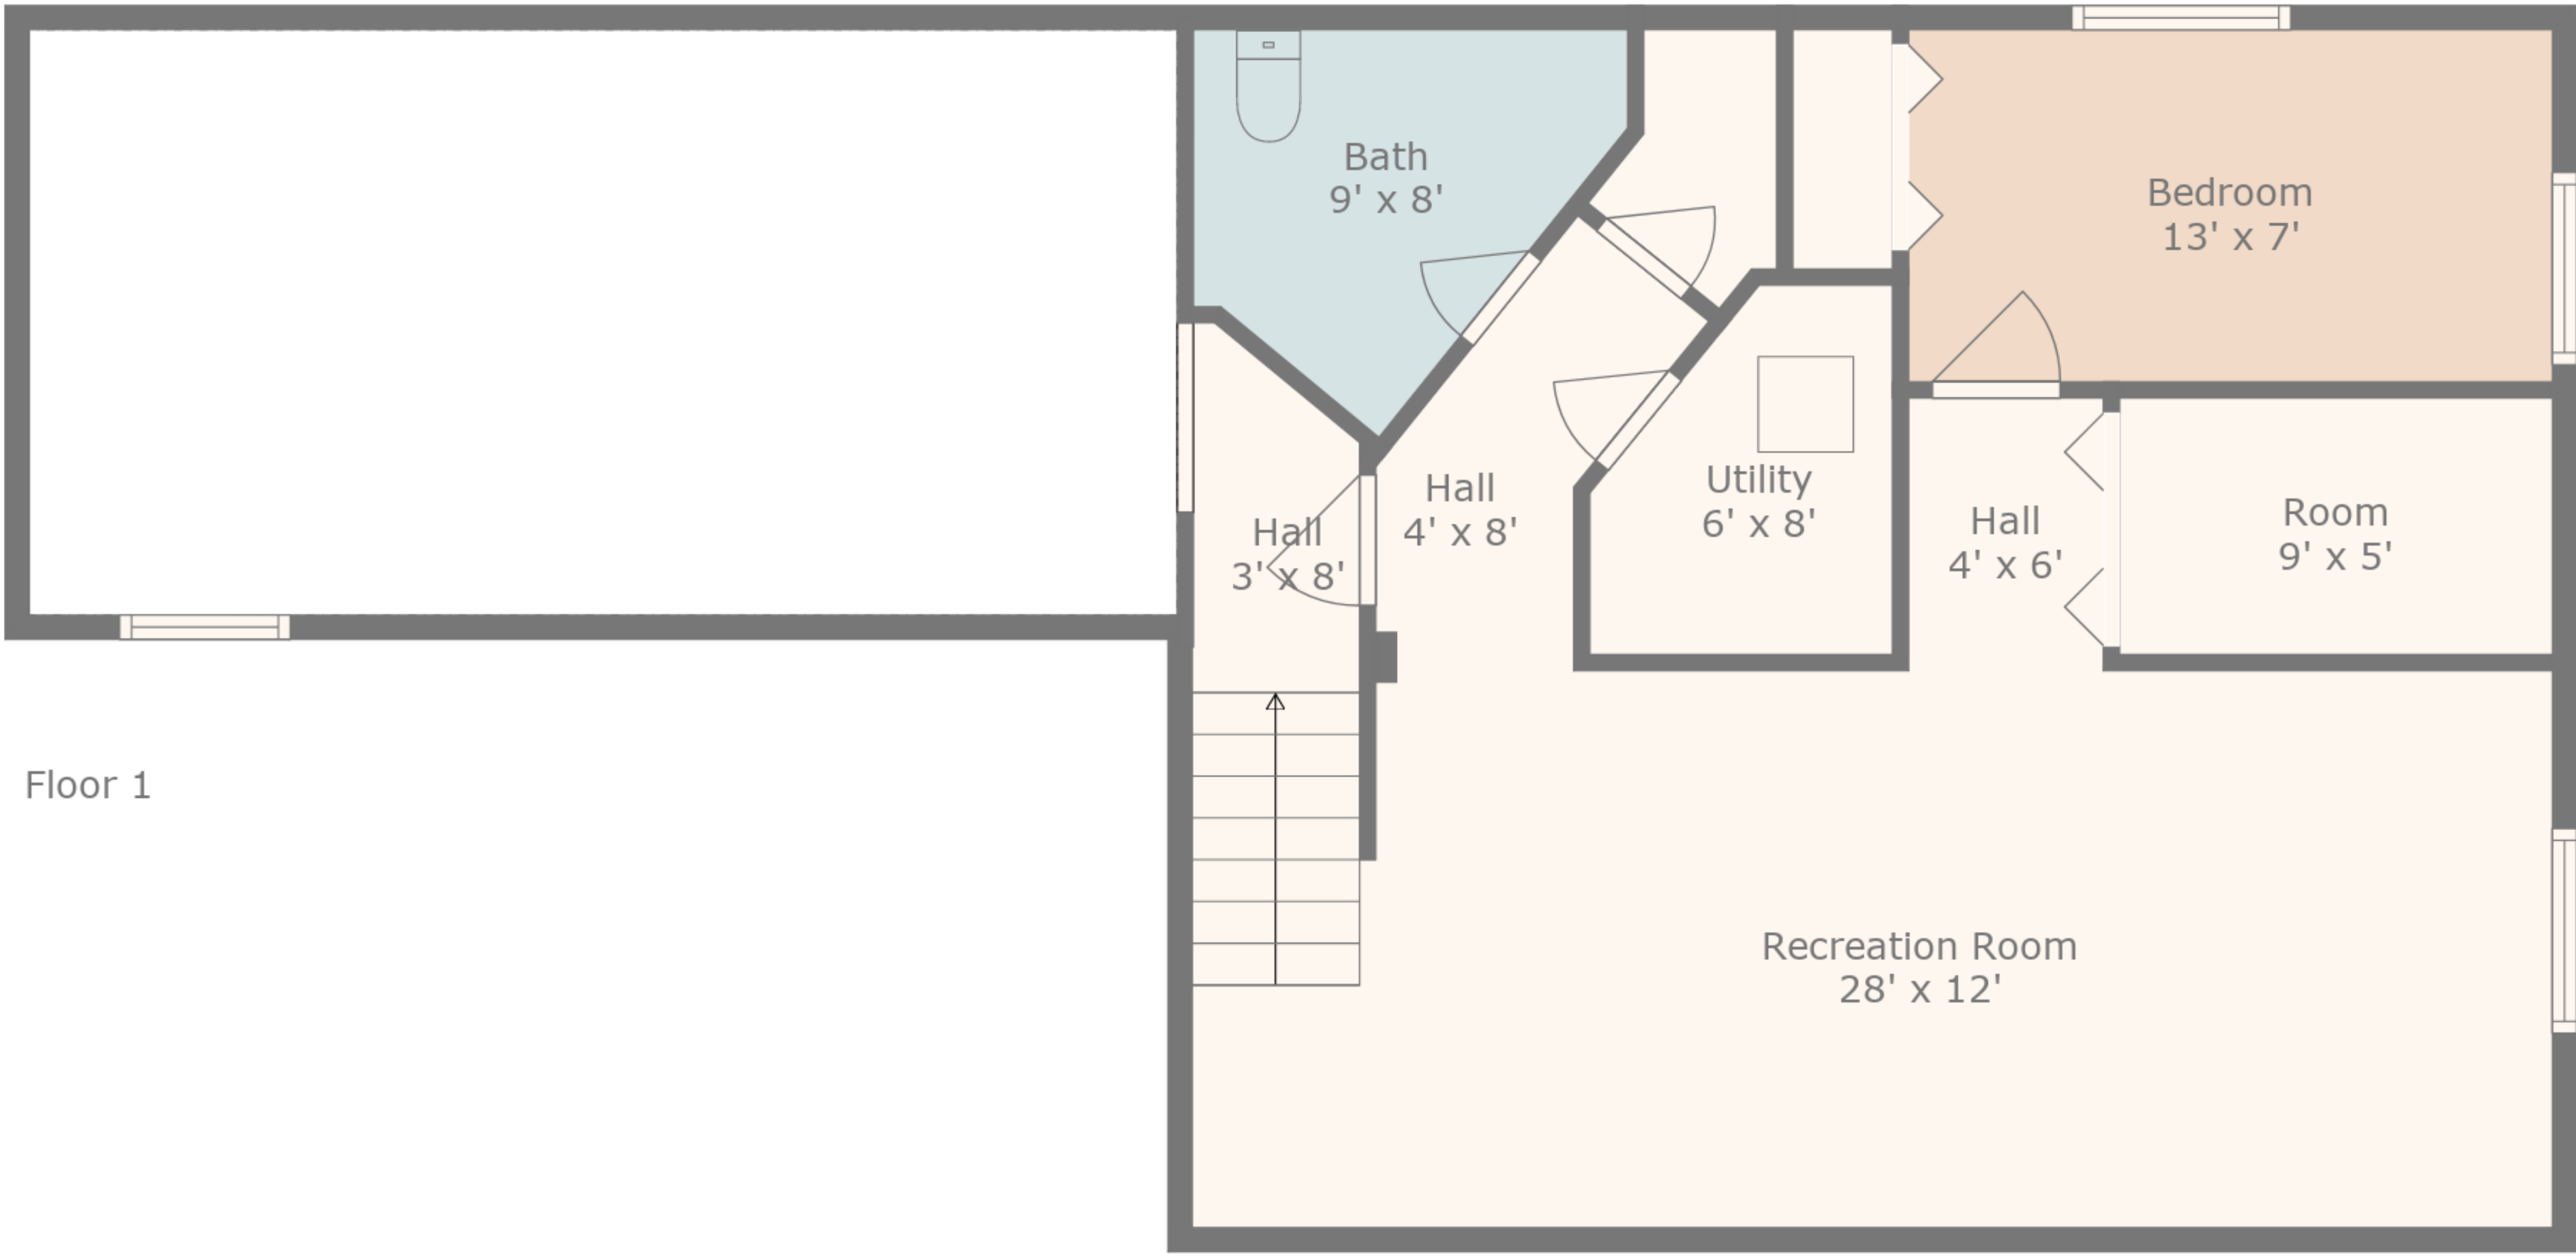 Bath
9' x 8'
Bedroom
13' x 7'
Hall
3' x 8'
Hall
4' x 8'
Utility
6' x 8'
Hall
4' x 6'
Room
9' x 5'
Floor 1
Recreation Room
28' x 12'